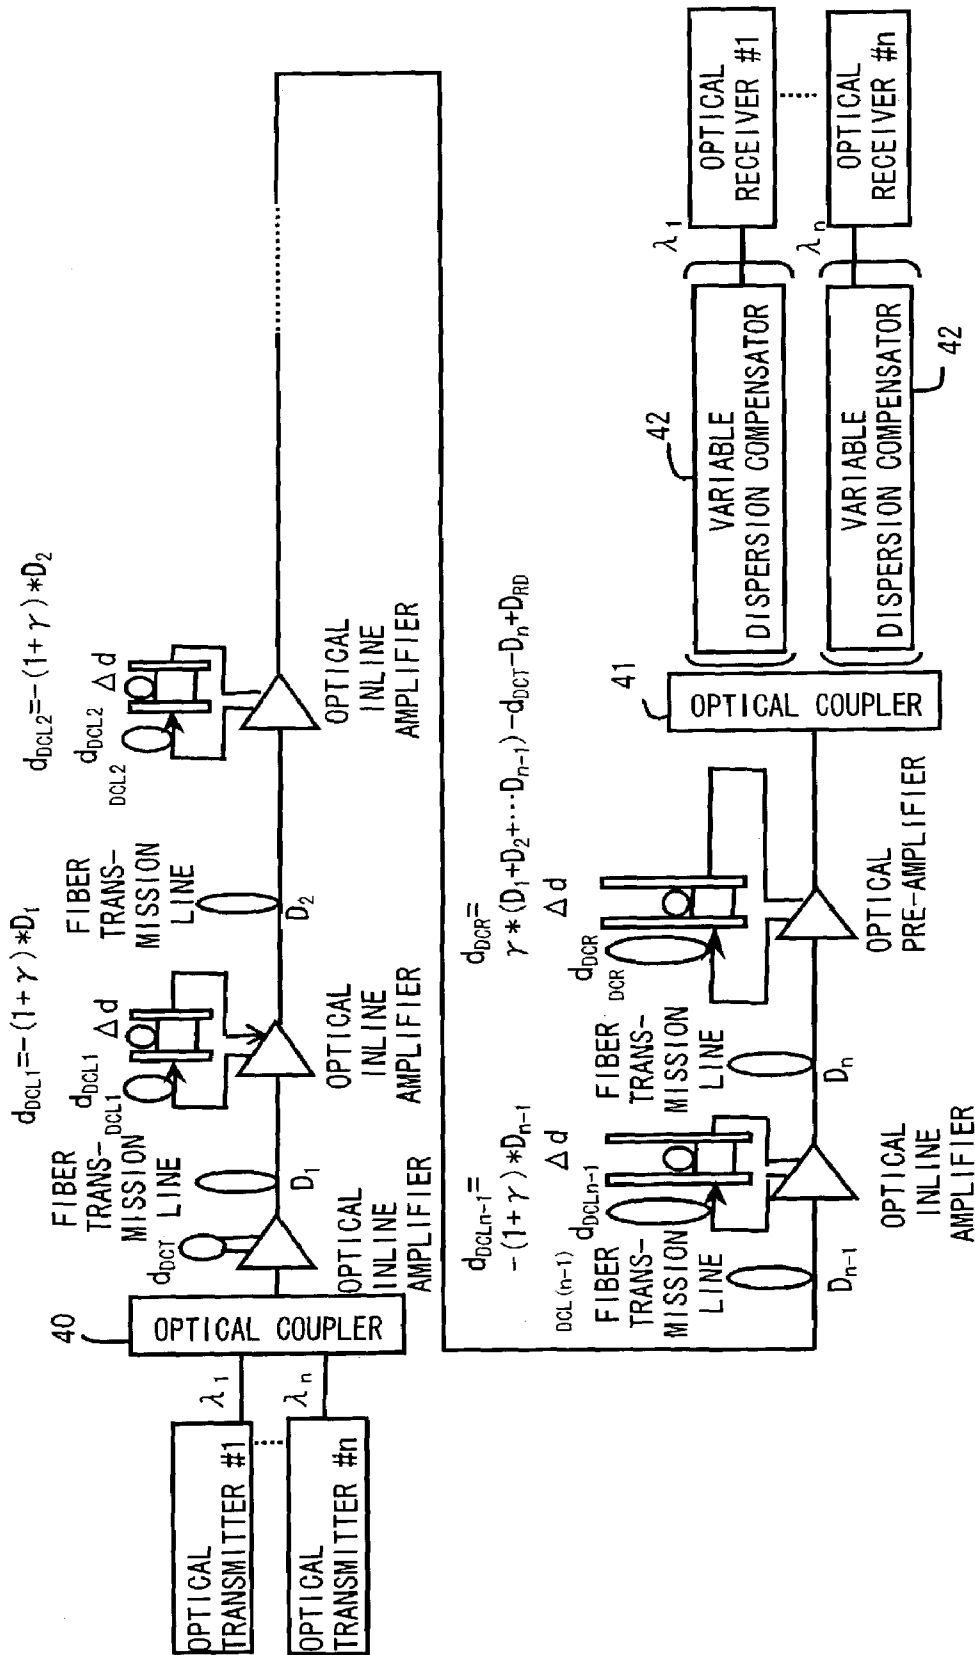 OPTICAL
TRANSMITTER #1
OPTICAL
TRANSMITTER #n
λ1
λn
40
OPTICAL COUPLER
dDCT
OPTICAL
INLINE
AMPLIFIER
FIBER
TRANS-
MISSION
LINE
D1
dDCL1=-(1+γ)*D1
dDCL1
Δd
DCL1
OPTICAL
INLINE
AMPLIFIER
FIBER
TRANS-
MISSION
LINE
D2
dDCL2=-(1+γ)*D2
dDCL2
Δd
DCL2
OPTICAL
INLINE
AMPLIFIER
FIBER
TRANS-
MISSION
LINE
Dn-1
dDCLn-1=
-(1+γ)*Dn-1
DCL(n-1)
dDCLn-1
Δd
OPTICAL
INLINE
AMPLIFIER
FIBER
TRANS-
MISSION
LINE
Dn
dDCR=
γ*(D1+D2+···Dn-1)-dDCT-Dn+DRD
dDCR
Δd
DCR
OPTICAL
PRE-AMPLIFIER
41
OPTICAL COUPLER
42
VARIABLE
DISPERSION COMPENSATOR
VARIABLE
DISPERSION COMPENSATOR
42
λ1
λn
OPTICAL
RECEIVER #1
OPTICAL
RECEIVER #n